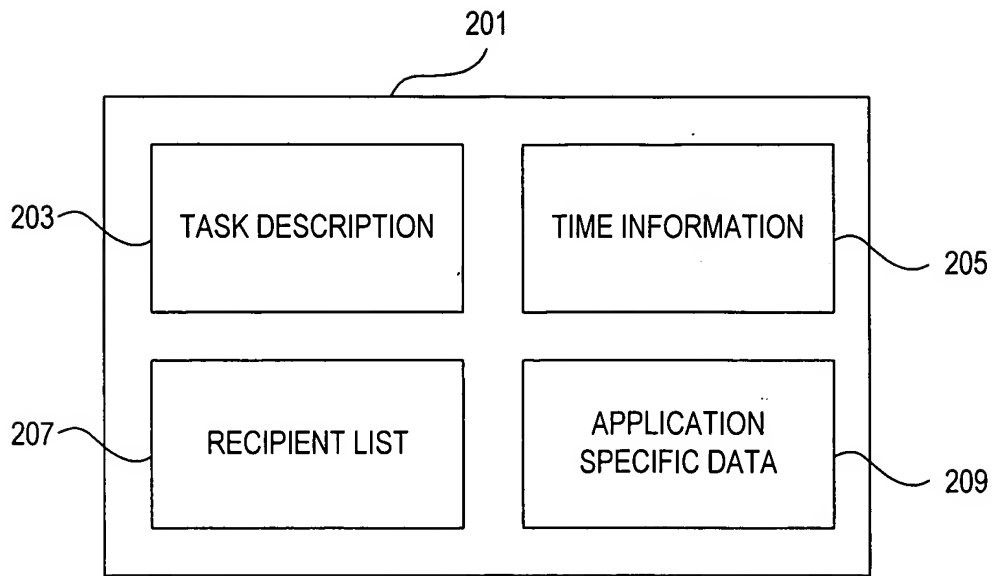 201
203
TASK DESCRIPTION
TIME INFORMATION
205
207
RECIPIENT LIST
APPLICATION
SPECIFIC DATA
209